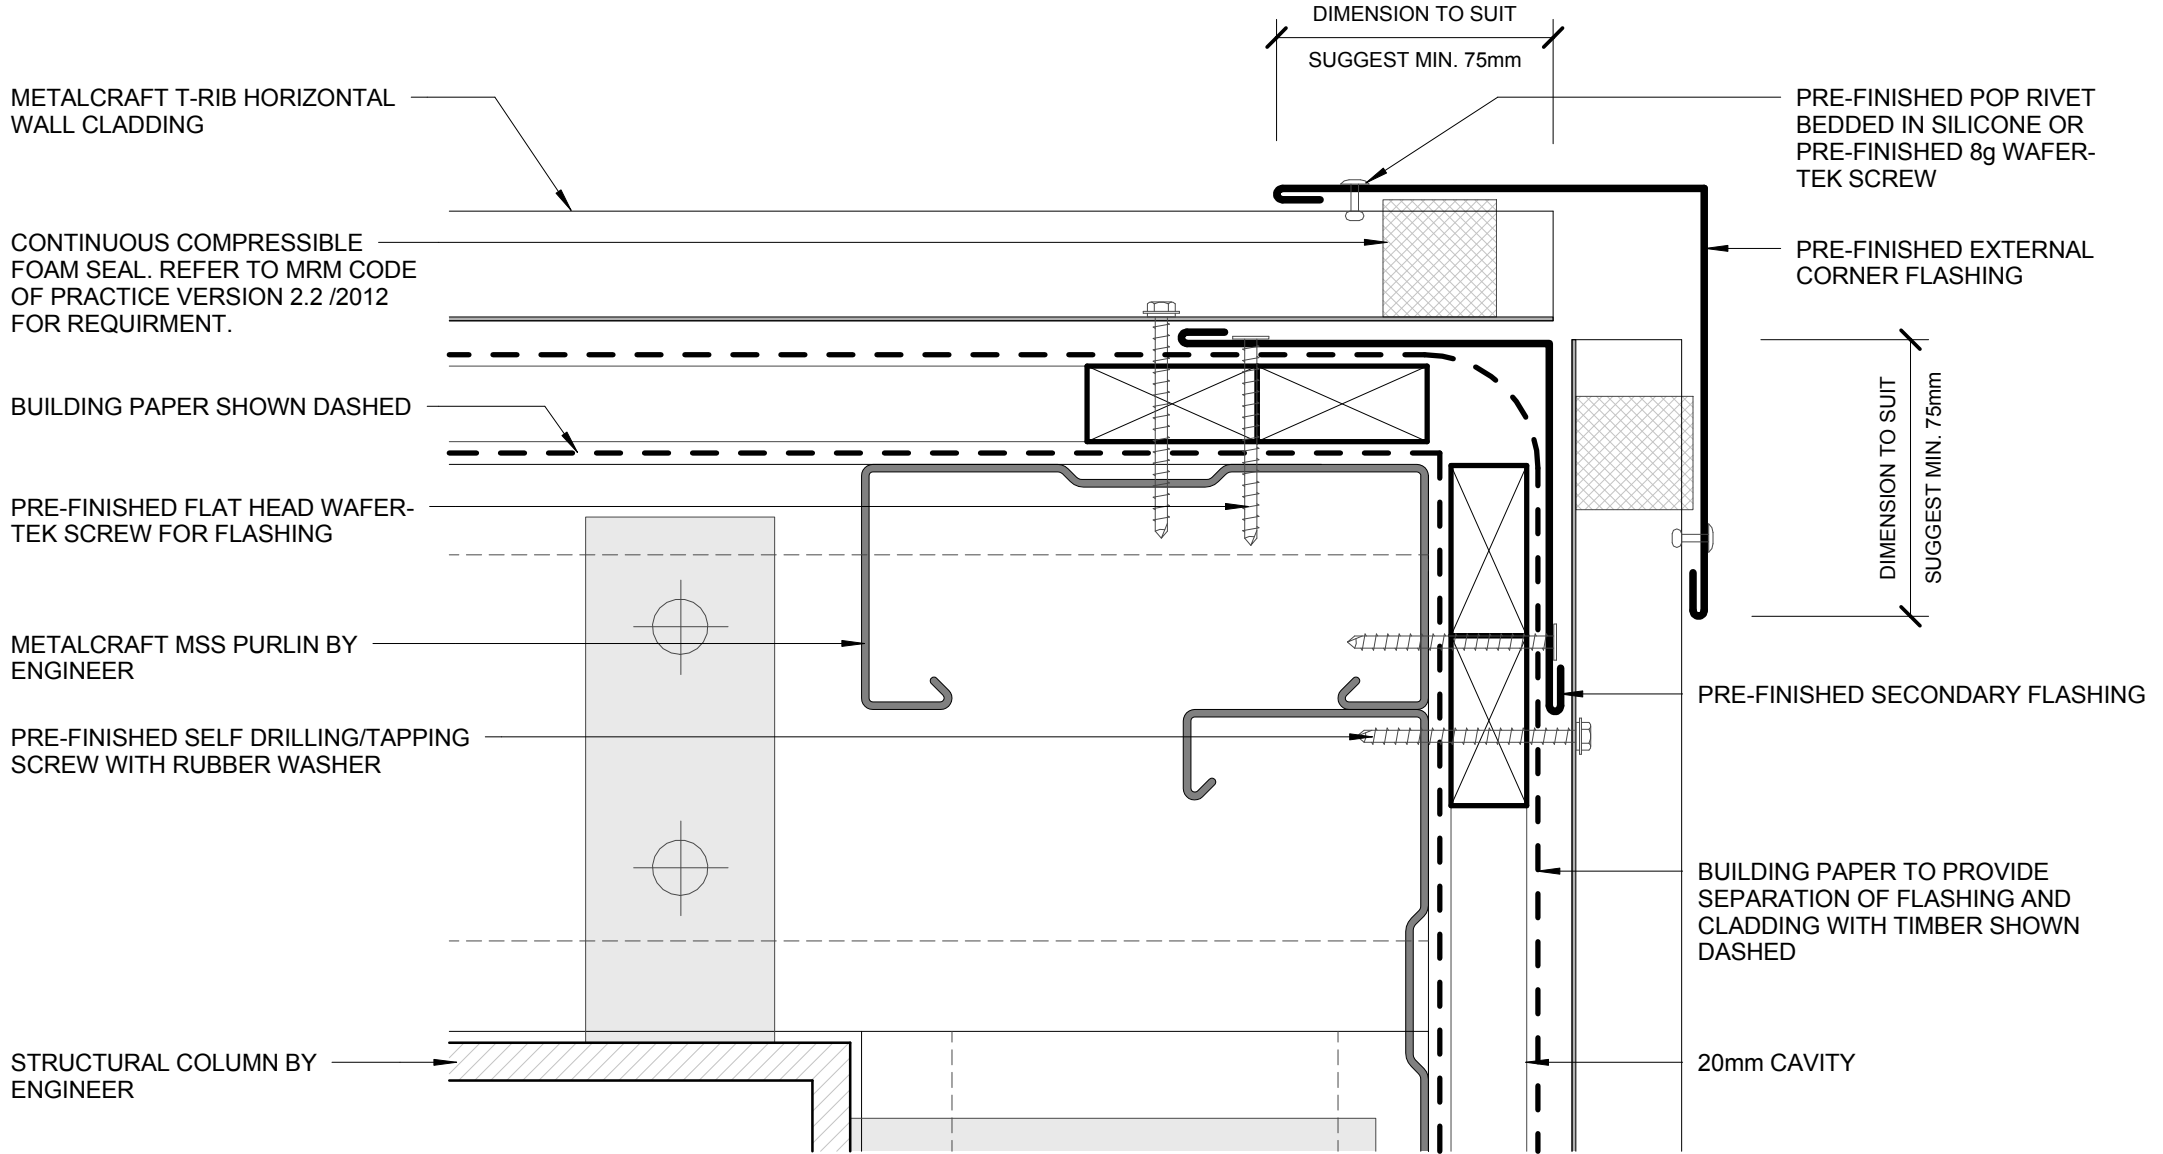 DIMENSION TO SUIT
SUGGEST MIN. 75mm
METALCRAFT T-RIB HORIZONTAL
WALL CLADDING
CONTINUOUS COMPRESSIBLE
FOAM SEAL. REFER TO MRM CODE
OF PRACTICE VERSION 2.2 /2012
FOR REQUIRMENT.
BUILDING PAPER SHOWN DASHED
PRE-FINISHED FLAT HEAD WAFER-
TEK SCREW FOR FLASHING
METALCRAFT MSS PURLIN BY
ENGINEER
PRE-FINISHED SELF DRILLING/TAPPING
SCREW WITH RUBBER WASHER
STRUCTURAL COLUMN BY
ENGINEER
PRE-FINISHED POP RIVET
BEDDED IN SILICONE OR
PRE-FINISHED 8g WAFER-
TEK SCREW
PRE-FINISHED EXTERNAL
CORNER FLASHING
DIMENSION TO SUIT
SUGGEST MIN. 75mm
PRE-FINISHED SECONDARY FLASHING
BUILDING PAPER TO PROVIDE
SEPARATION OF FLASHING AND
CLADDING WITH TIMBER SHOWN
DASHED
20mm CAVITY